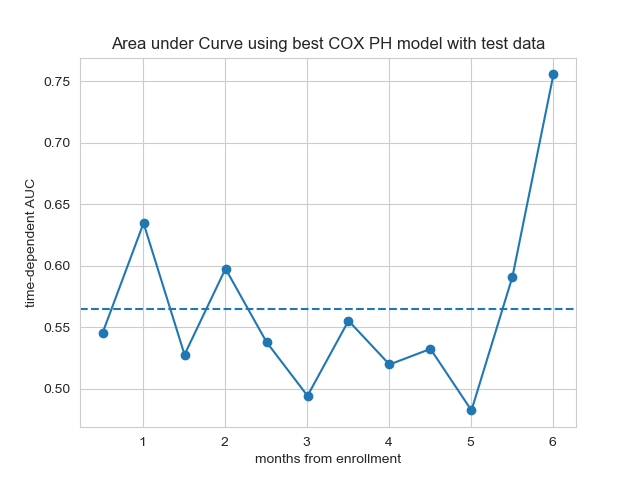 Area under Curve using best COX PH model with test data
time-dependent AUC
0.75
0.70
0.65
0.60
0.55
0.50
1 2 3 4 5 6
months from enrollment